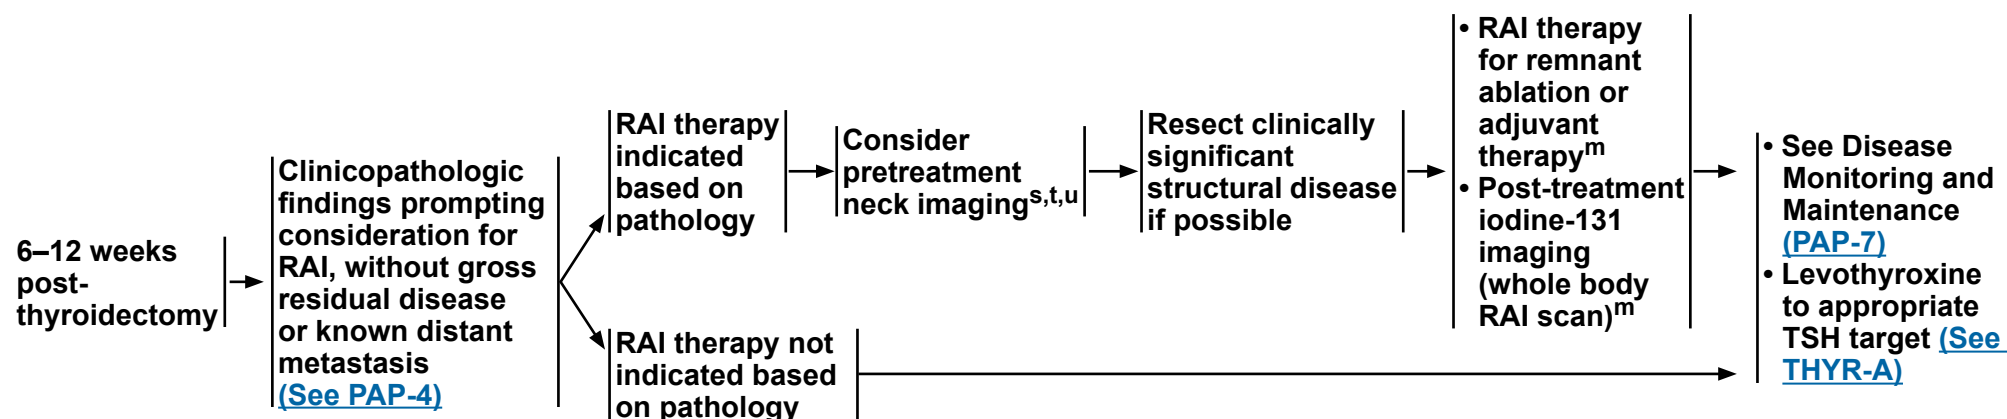 6–12 weeks
post-
thyroidectomy
Clinicopathologic
findings prompting
consideration for
RAI, without gross
residual disease
or known distant
metastasis
(See PAP-4)
RAI therapy
indicated
based on
pathology
Consider
pretreatment
neck imagings,t,u
Resect clinically
significant
structural disease
if possible
• RAI therapy
for remnant
ablation or
adjuvant
therapym
• Post-treatment
iodine-131
imaging
(whole body
RAI scan)m
RAI therapy not
indicated based
on pathology
• See Disease
Monitoring and
Maintenance
(PAP-7)
• Levothyroxine
to appropriate
TSH target (See
THYR-A)